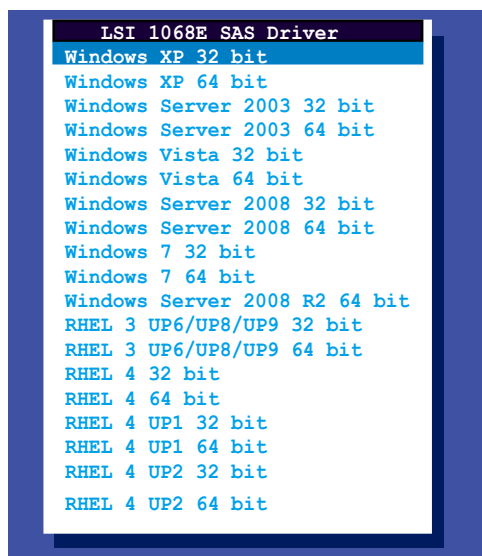 LSI 1068E SAS Driver
Windows XP 32 bit
Windows XP 64 bit
Windows Server 2003 32 bit
Windows Server 2003 64 bit
Windows Vista 32 bit
Windows Vista 64 bit
Windows Server 2008 32 bit
Windows Server 2008 64 bit
Windows 7 32 bit
Windows 7 64 bit
Windows Server 2008 R2 64 bit
RHEL 3 UP6/UP8/UP9 32 bit
RHEL 3 UP6/UP8/UP9 64 bit
RHEL 4 32 bit
RHEL 4 64 bit
RHEL 4 UP1 32 bit
RHEL 4 UP1 64 bit
RHEL 4 UP2 32 bit
RHEL 4 UP2 64 bit